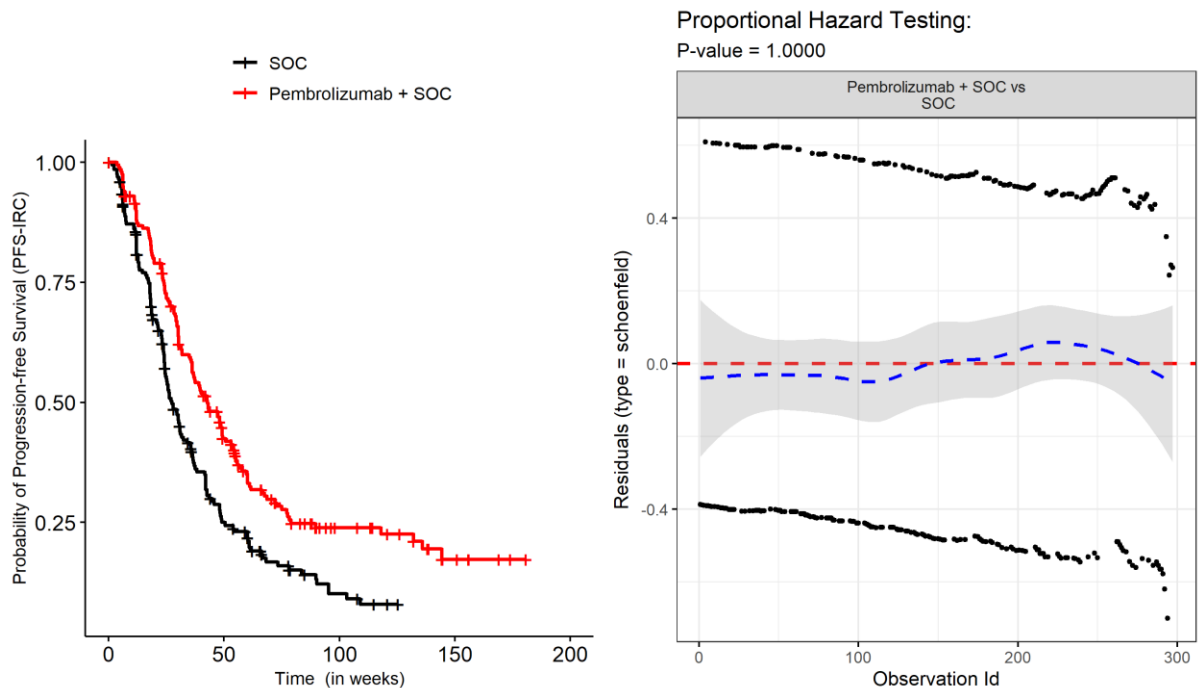 SOC
Pembrolizumab + SOC
Probability of Progression-free Survival (PFS-IRC)
1.00
0.75
0.50
0.25
0 50 100 150 200
Time (in weeks)
Proportional Hazard Testing:
P-value = 1.0000
Pembrolizumab + SOC vs
SOC
Residuals (type = schoenfeld)
0.4
0.0
-0.4
0 100 200 300
Observation Id